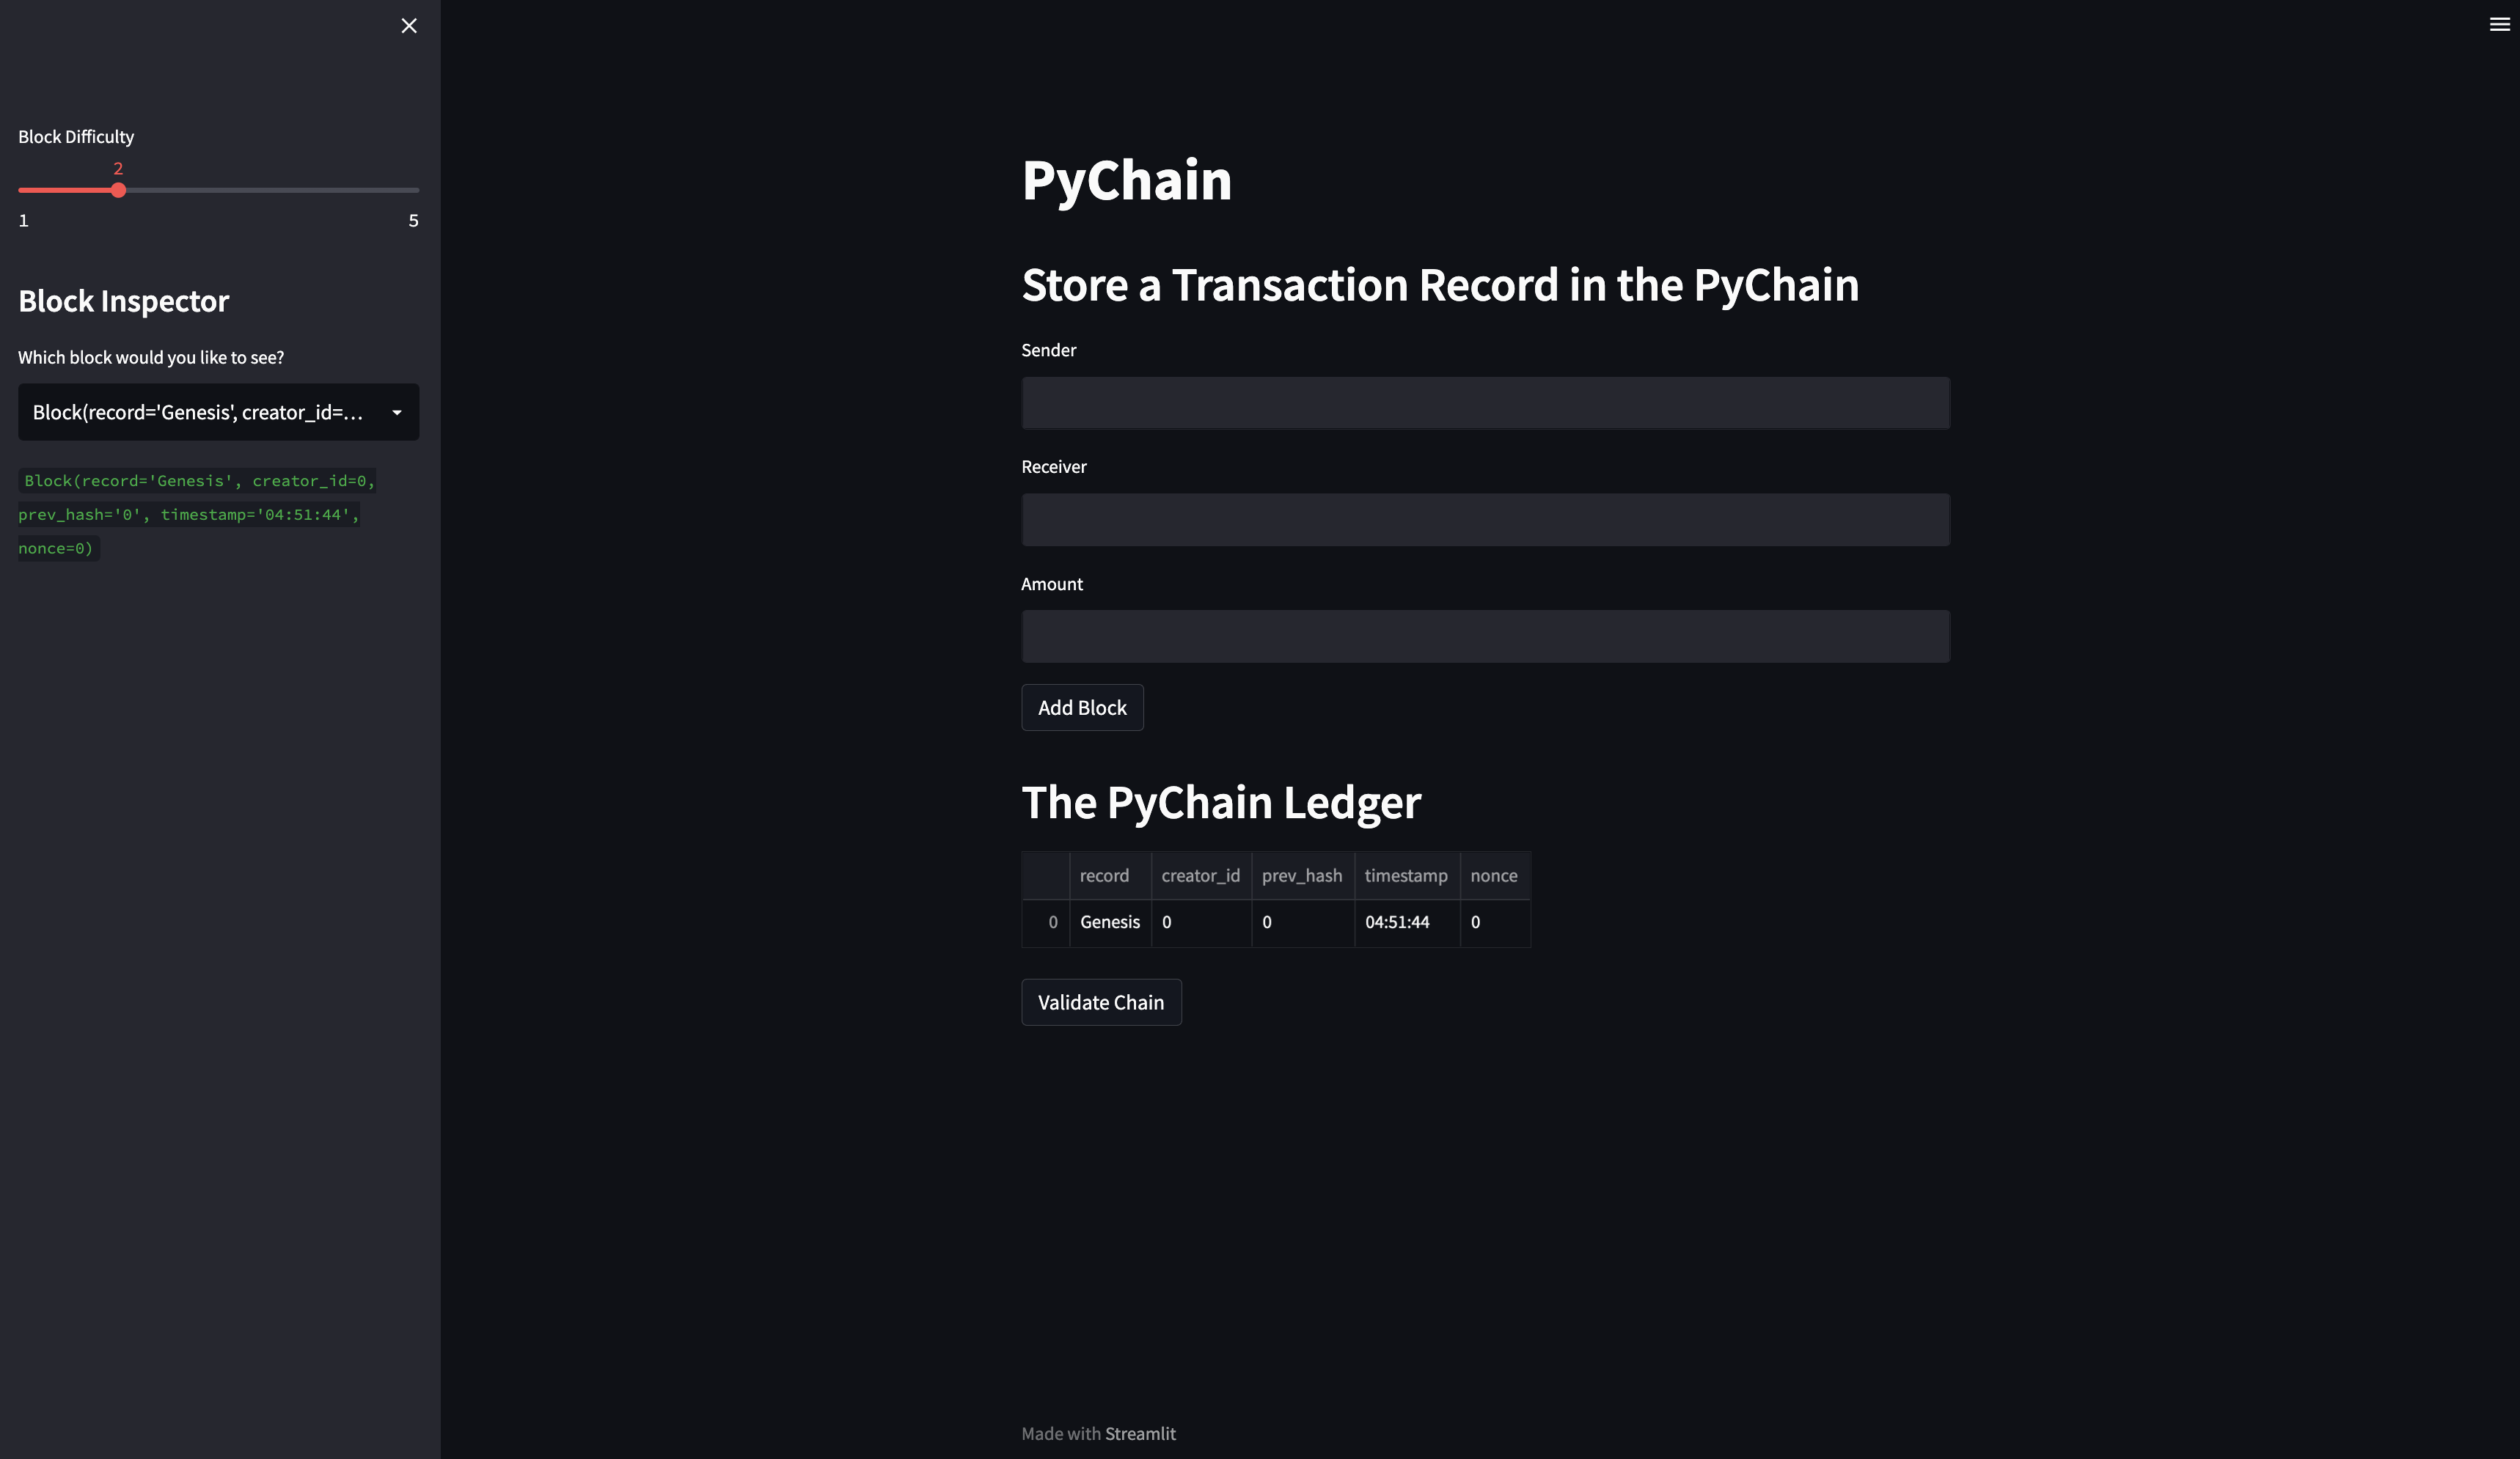 Block Difficulty
2
1 5
Block Inspector
Which block would you like to see?
Block(record='Genesis', creator_id=...
Block(record='Genesis', creator_id=0,
prev_hash='0', timestamp='04:51:44',
nonce=0)
PyChain
Store a Transaction Record in the PyChain
Sender
Receiver
Amount
Add Block
The PyChain Ledger
record creator_id prev_hash timestamp nonce
0 Genesis 0 0 04:51:44 0
Validate Chain
Made with Streamlit